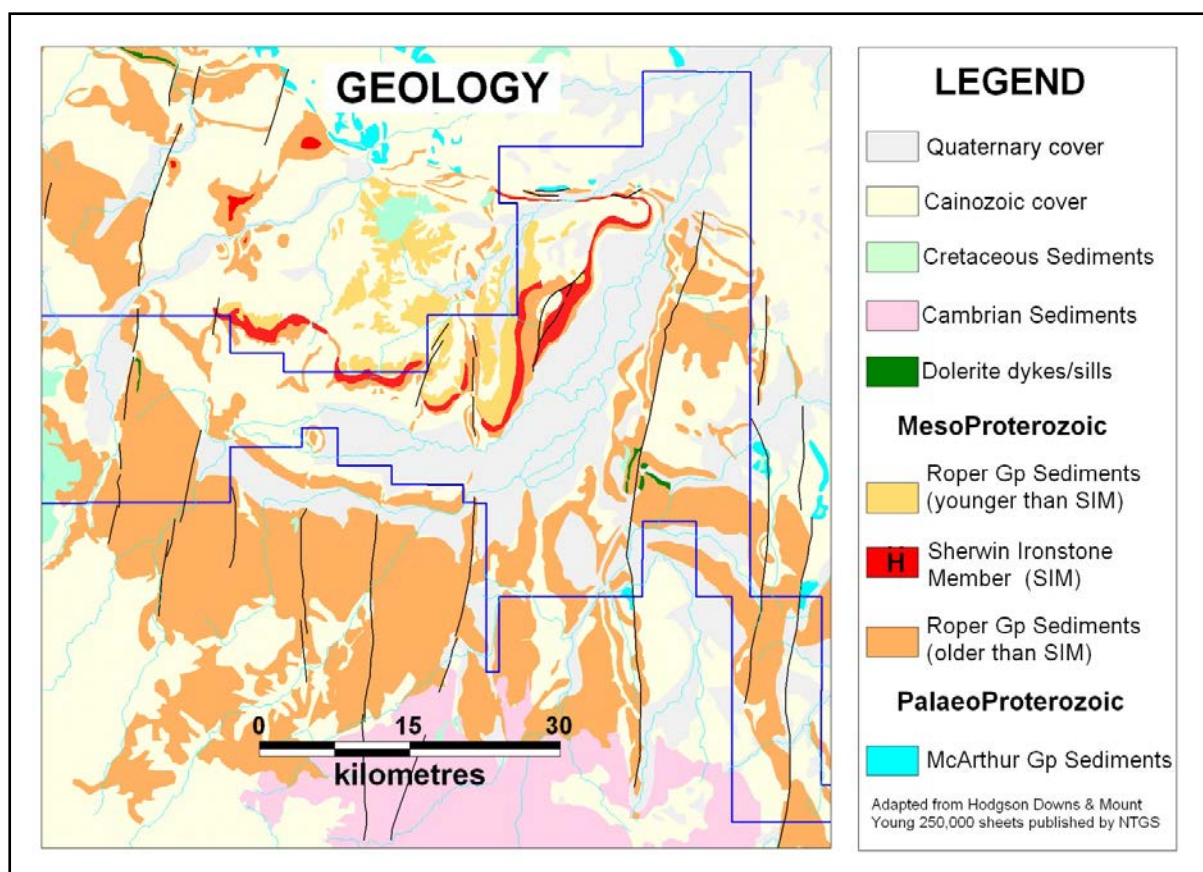 GEOLOGY
0 15 30
kilometres
LEGEND
Quaternary cover
Cainozoic cover
Cretaceous Sediments
Cambrian Sediments
Dolerite dykes/sills
MesoProterozoic
Roper Gp Sediments
(younger than SIM)
H
Sherwin Ironstone
Member (SIM)
Roper Gp Sediments
(older than SIM)
PalaeoProterozoic
McArthur Gp Sediments
Adapted from Hodgson Downs & Mount
Young 250,000 sheets published by NTGS